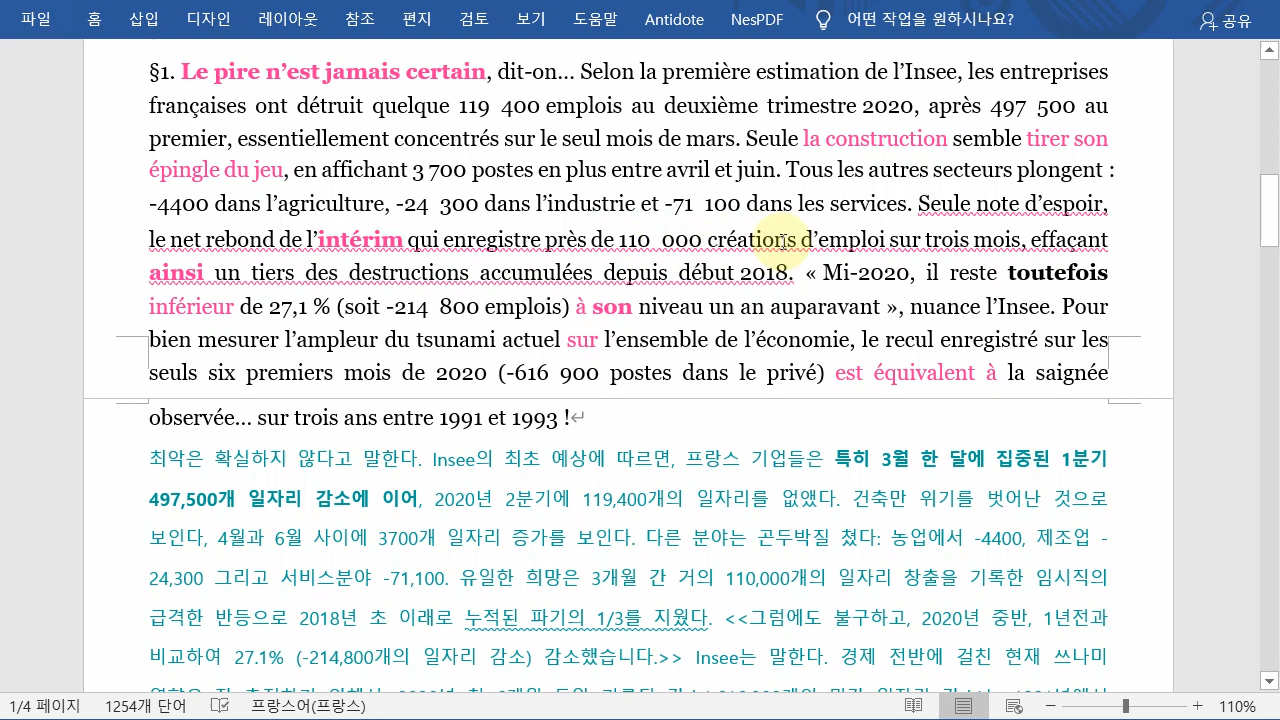 파일 홈 삽입 디자인 레이아웃 참조 편지 검토 보기 도움말 Antidote NesPDF 어떤 작업을 원하시나요? 공유
§1. Le pire n’est jamais certain, dit-on… Selon la première estimation de l’Insee, les entreprises
françaises ont détruit quelque 119 400 emplois au deuxième trimestre 2020, après 497 500 au
premier, essentiellement concentrés sur le seul mois de mars. Seule la construction semble tirer son
épingle du jeu, en affichant 3 700 postes en plus entre avril et juin. Tous les autres secteurs plongent :
-4400 dans l’agriculture, -24 300 dans l’industrie et -71 100 dans les services. Seule note d’espoir,
le net rebond de l’intérim qui enregistre près de 110 000 créations d’emploi sur trois mois, effaçant
ainsi un tiers des destructions accumulées depuis début 2018. « Mi-2020, il reste toutefois
inférieur de 27,1 % (soit -214 800 emplois) à son niveau un an auparavant », nuance l’Insee. Pour
bien mesurer l’ampleur du tsunami actuel sur l’ensemble de l’économie, le recul enregistré sur les
seuls six premiers mois de 2020 (-616 900 postes dans le privé) est équivalent à la saignée
observée… sur trois ans entre 1991 et 1993 !
최악은 확실하지 않다고 말한다. Insee의 최초 예상에 따르면, 프랑스 기업들은 특히 3월 한 달에 집중된 1분기
497,500개 일자리 감소에 이어, 2020년 2분기에 119,400개의 일자리를 없앴다. 건축만 위기를 벗어난 것으로
보인다, 4월과 6월 사이에 3700개 일자리 증가를 보인다. 다른 분야는 곤두박질 쳤다: 농업에서 -4400, 제조업 -
24,300 그리고 서비스분야 -71,100. 유일한 희망은 3개월 간 거의 110,000개의 일자리 창출을 기록한 임시직의
급격한 반등으로 2018년 초 이래로 누적된 파기의 1/3를 지웠다. <<그럼에도 불구하고, 2020년 중반, 1년전과
비교하여 27.1% (-214,800개의 일자리 감소) 감소했습니다.>> Insee는 말한다. 경제 전반에 걸친 현재 쓰나미
1/4 페이지 1254개 단어 프랑스어(프랑스) 110%